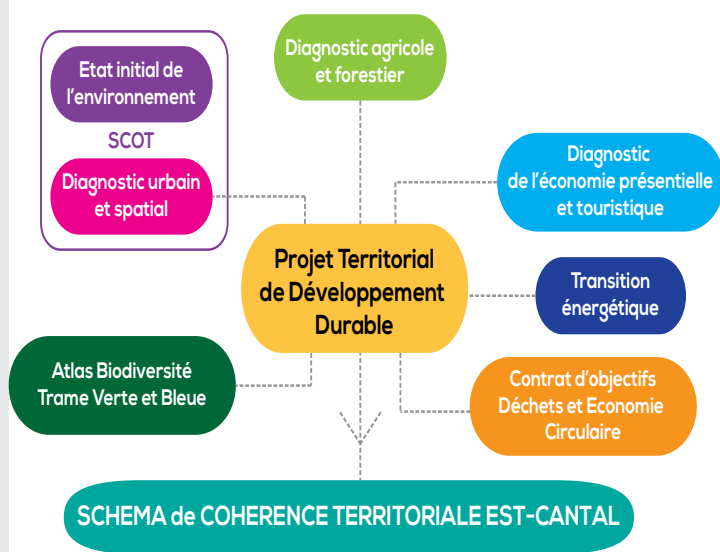 Etat initial de
l'environnement
SCOT
Diagnostic urbain
et spatial
Diagnostic agricole
et forestier
Diagnostic
de l'économie présentielle
et touristique
Projet Territorial
de Développement
Durable
Transition
énergétique
Atlas Biodiversité
Trame Verte et Bleue
Contrat d'objectifs
Déchets et Economie
Circulaire
SCHEMA de COHERENCE TERRITORIALE EST-CANTAL